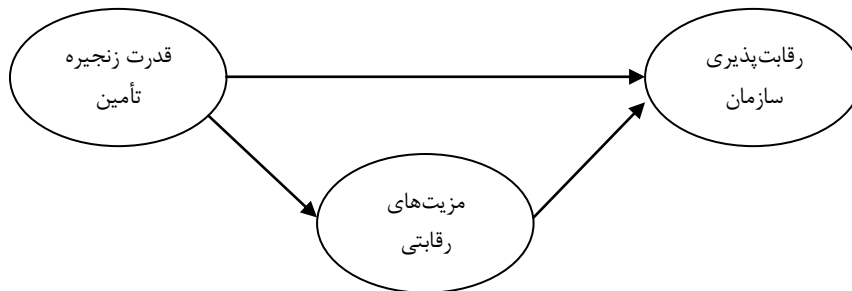 قدرت زنجیره
تأمین
رقابت‌پذیری
سازمان
مزیت‌های
رقابتی